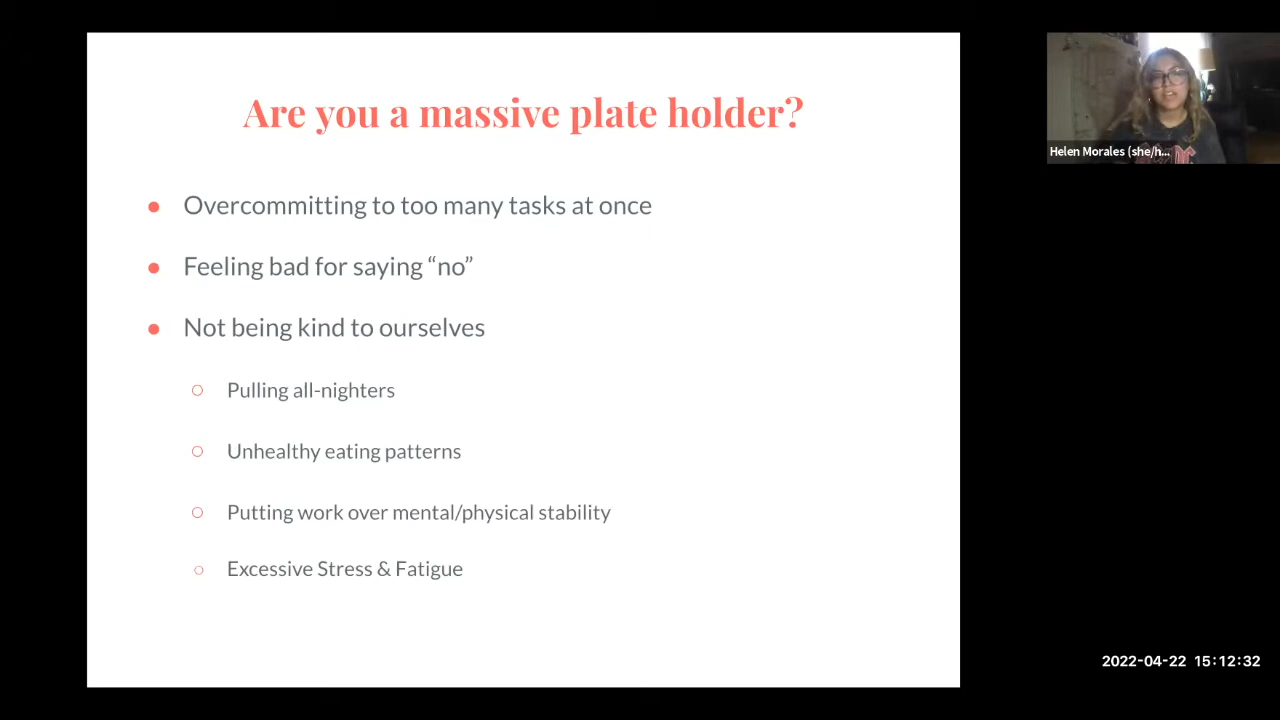 Are you a massive plate holder?
Overcommitting to too many tasks at once
Feeling bad for saying “no”
Not being kind to ourselves
Pulling all-nighters
Unhealthy eating patterns
Putting work over mental/physical stability
Excessive Stress & Fatigue
Helen Morales (she/h...
2022-04-22 15:12:32